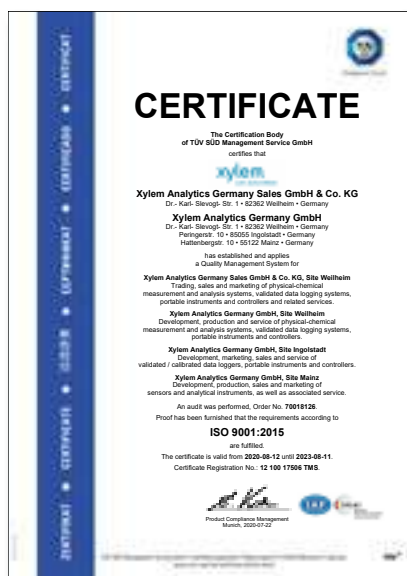 CERTIFICATE
The Certification Body
of TÜV SÜD Management Service GmbH
certifies that
xylem
Xylem Analytics Germany Sales GmbH & Co. KG
Dr.- Karl- Slevogt- Str. 1 • 82362 Weilheim • Germany
Xylem Analytics Germany GmbH
Dr.- Karl- Slevogt- Str. 1 • 82362 Weilheim • Germany
Peringerstr. 10 • 85055 Ingolstadt • Germany
Hattenbergstr. 10 • 55122 Mainz • Germany
has established and applies
a Quality Management System for
Xylem Analytics Germany Sales GmbH & Co. KG, Site Weilheim
Trading, sales and marketing of physical-chemical
measurement and analysis systems, validated data logging systems,
portable instruments and controllers and related services.
Xylem Analytics Germany GmbH, Site Weilheim
Development, production and service of physical-chemical
measurement and analysis systems, validated data logging systems,
portable instruments and controllers.
Xylem Analytics Germany GmbH, Site Ingolstadt
Development, marketing, sales and service of
validated / calibrated data loggers, portable instruments and controllers.
Xylem Analytics Germany GmbH, Site Mainz
Development, production, sales and marketing of
sensors and analytical instruments, as well as associated service.
An audit was performed, Order No. 70018126.
Proof has been furnished that the requirements according to
ISO 9001:2015
are fulfilled.
The certificate is valid from 2020-08-12 until 2023-08-11.
Certificate Registration No.: 12 100 17506 TMS.
Product Compliance Management
Munich, 2020-07-22
ZERTIFIKAT ◆ CERTIFICATE ◆
◆ СЕРТИФИКАТ ◆ CERTIFICADO ◆ CERTIFICAT